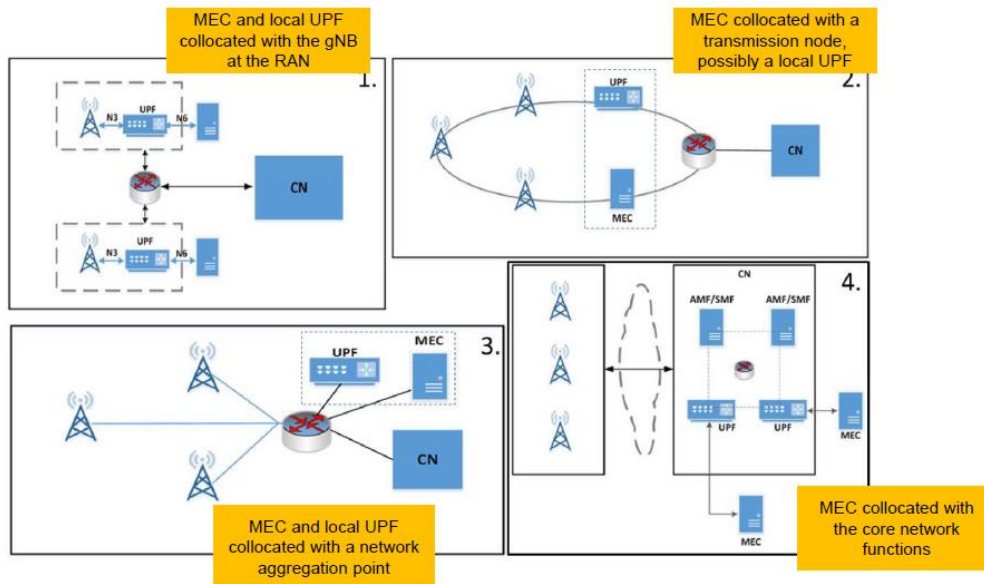 MEC and local UPF
collocated with the gNB
at the RAN
1.
UPF
N3
N6
CN
UPF
N3
N6
MEC collocated with a
transmission node,
possibly a local UPF
2.
UPF
CN
MEC
3.
MEC
UPF
CN
MEC and local UPF
collocated with a network
aggregation point
CN
4.
AMF/SMF
AMF/SMF
UPF
UPF
MEC
MEC
MEC collocated with
the core network
functions